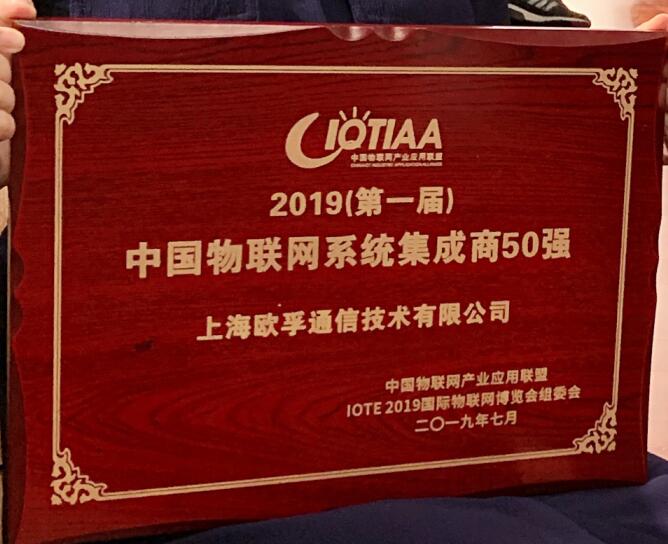 CIOTIAA
中国物联网产业应用联盟
2019(第一届)
中国物联网系统集成商50强
上海欧孚通信技术有限公司
中国物联网产业应用联盟
IOTE 2019国际物联网博览会组委会
二〇一九年七月